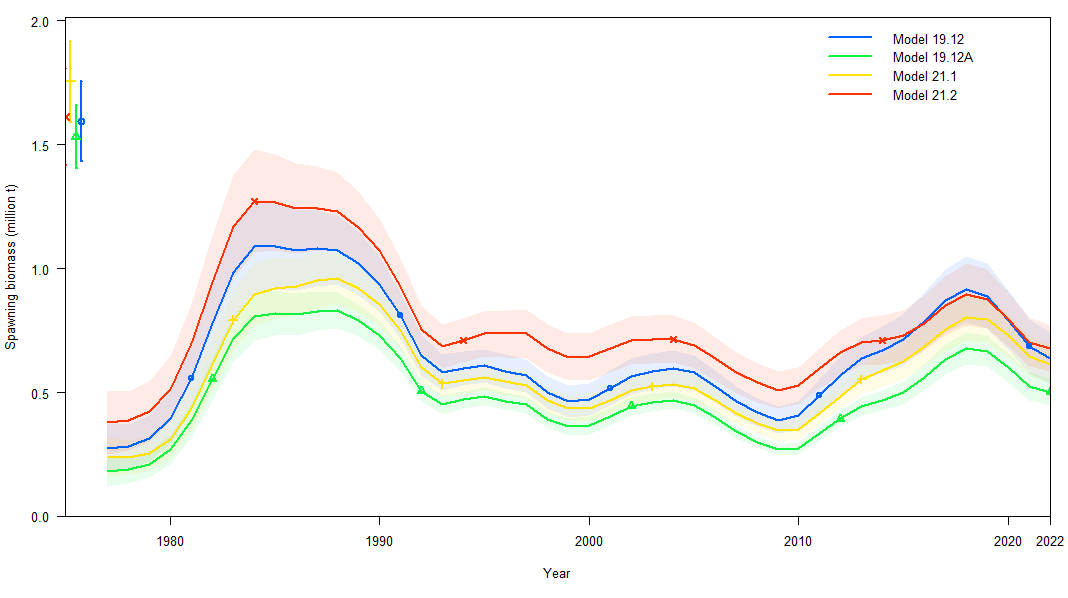 Spawning biomass (million t)
2.0
1.5
1.0
0.5
0.0
Model 19.12
Model 19.12A
Model 21.1
Model 21.2
1980
1990
2000
2010
2020
2022
Year